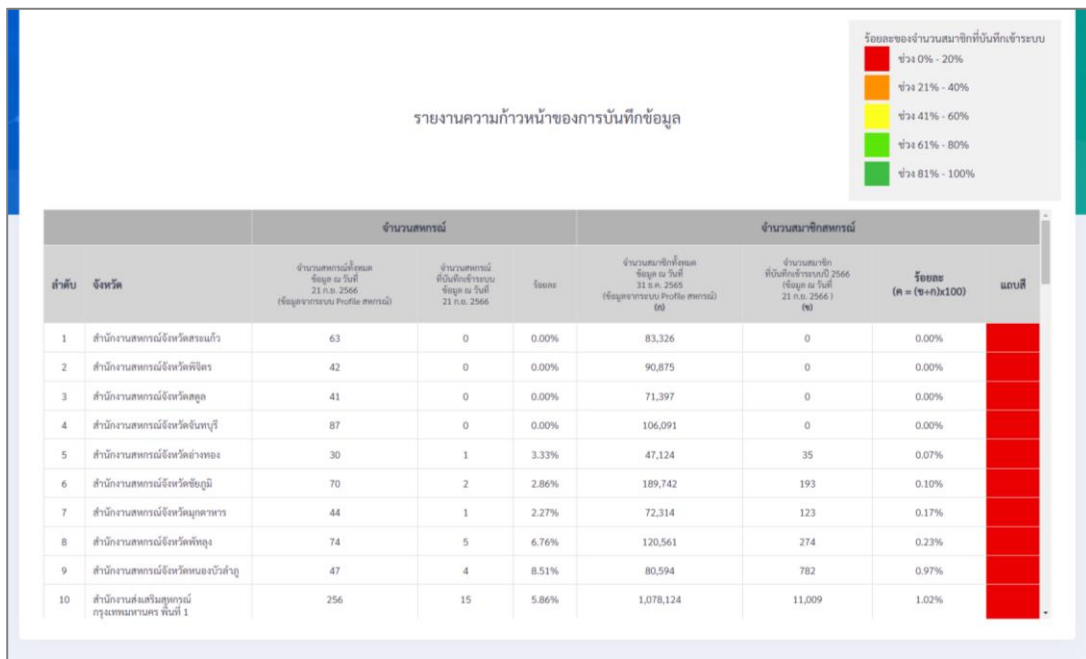 ร้อยละของจำนวนสมาชิกที่บันทึกเข้าระบบ
ช่วง 0% - 20%
ช่วง 21% - 40%
ช่วง 41% - 60%
ช่วง 61% - 80%
ช่วง 81% - 100%
รายงานความก้าวหน้าของการบันทึกข้อมูล
จำนวนสหกรณ์ จำนวนสมาชิกสหกรณ์
ลำดับ จังหวัด
จำนวนสหกรณ์ทั้งหมด
ข้อมูล ณ วันที่
21 ก.ย. 2566
(ข้อมูลจากระบบ Profile สหกรณ์)
จำนวนสหกรณ์
ที่บันทึกเข้าระบบ
ข้อมูล ณ วันที่
21 ก.ย. 2566
ร้อยละ
จำนวนสมาชิกทั้งหมด
ข้อมูล ณ วันที่
31 ธ.ค. 2565
(ข้อมูลจากระบบ Profile สหกรณ์)
(ก)
จำนวนสมาชิก
ที่บันทึกเข้าระบบปี 2566
(ข้อมูล ณ วันที่
21 ก.ย. 2566 )
(ข)
ร้อยละ
(ค = (ข÷ก)x100)
แถบสี
1 สำนักงานสหกรณ์จังหวัดสระแก้ว 63 0 0.00% 83,326 0 0.00%
2 สำนักงานสหกรณ์จังหวัดพิจิตร 42 0 0.00% 90,875 0 0.00%
3 สำนักงานสหกรณ์จังหวัดสตูล 41 0 0.00% 71,397 0 0.00%
4 สำนักงานสหกรณ์จังหวัดจันทบุรี 87 0 0.00% 106,091 0 0.00%
5 สำนักงานสหกรณ์จังหวัดอ่างทอง 30 1 3.33% 47,124 35 0.07%
6 สำนักงานสหกรณ์จังหวัดชัยภูมิ 70 2 2.86% 189,742 193 0.10%
7 สำนักงานสหกรณ์จังหวัดมุกดาหาร 44 1 2.27% 72,314 123 0.17%
8 สำนักงานสหกรณ์จังหวัดพัทลุง 74 5 6.76% 120,561 274 0.23%
9 สำนักงานสหกรณ์จังหวัดหนองบัวลำภู 47 4 8.51% 80,594 782 0.97%
10 สำนักงานส่งเสริมสหกรณ์ 256 15 5.86% 1,078,124 11,009 1.02%
กรุงเทพมหานคร พื้นที่ 1